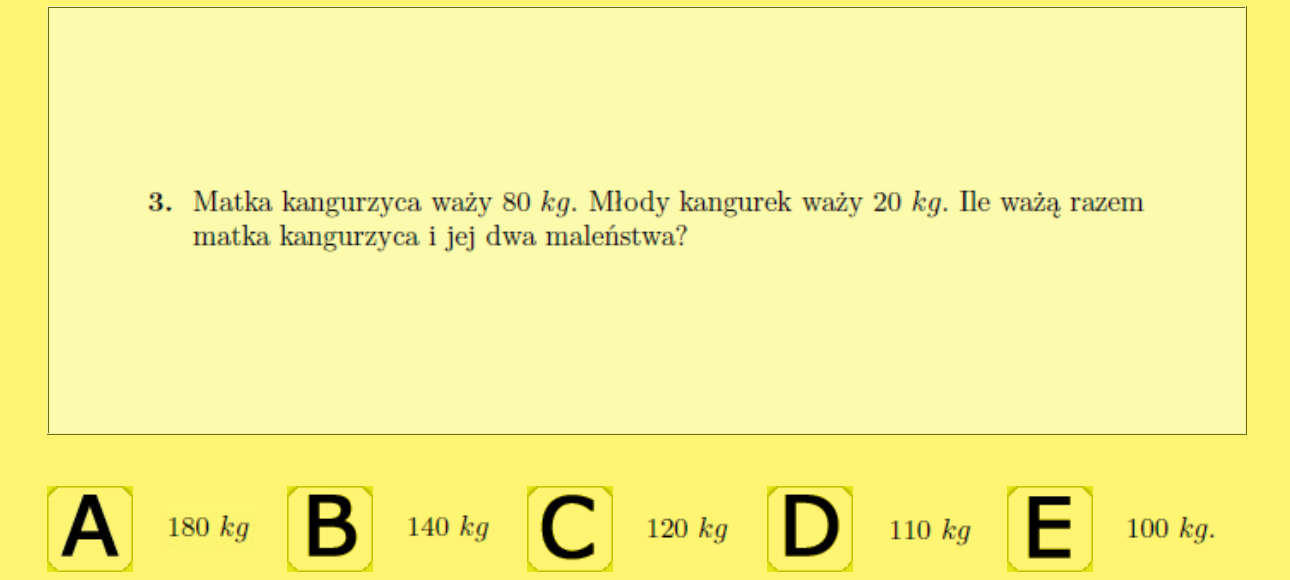 3. Matka kangurzyca waży 80 kg. Młody kangurek waży 20 kg. Ile ważą razem
matka kangurzyca i jej dwa maleństwa?
A 180 kg B 140 kg C 120 kg D 110 kg E 100 kg.